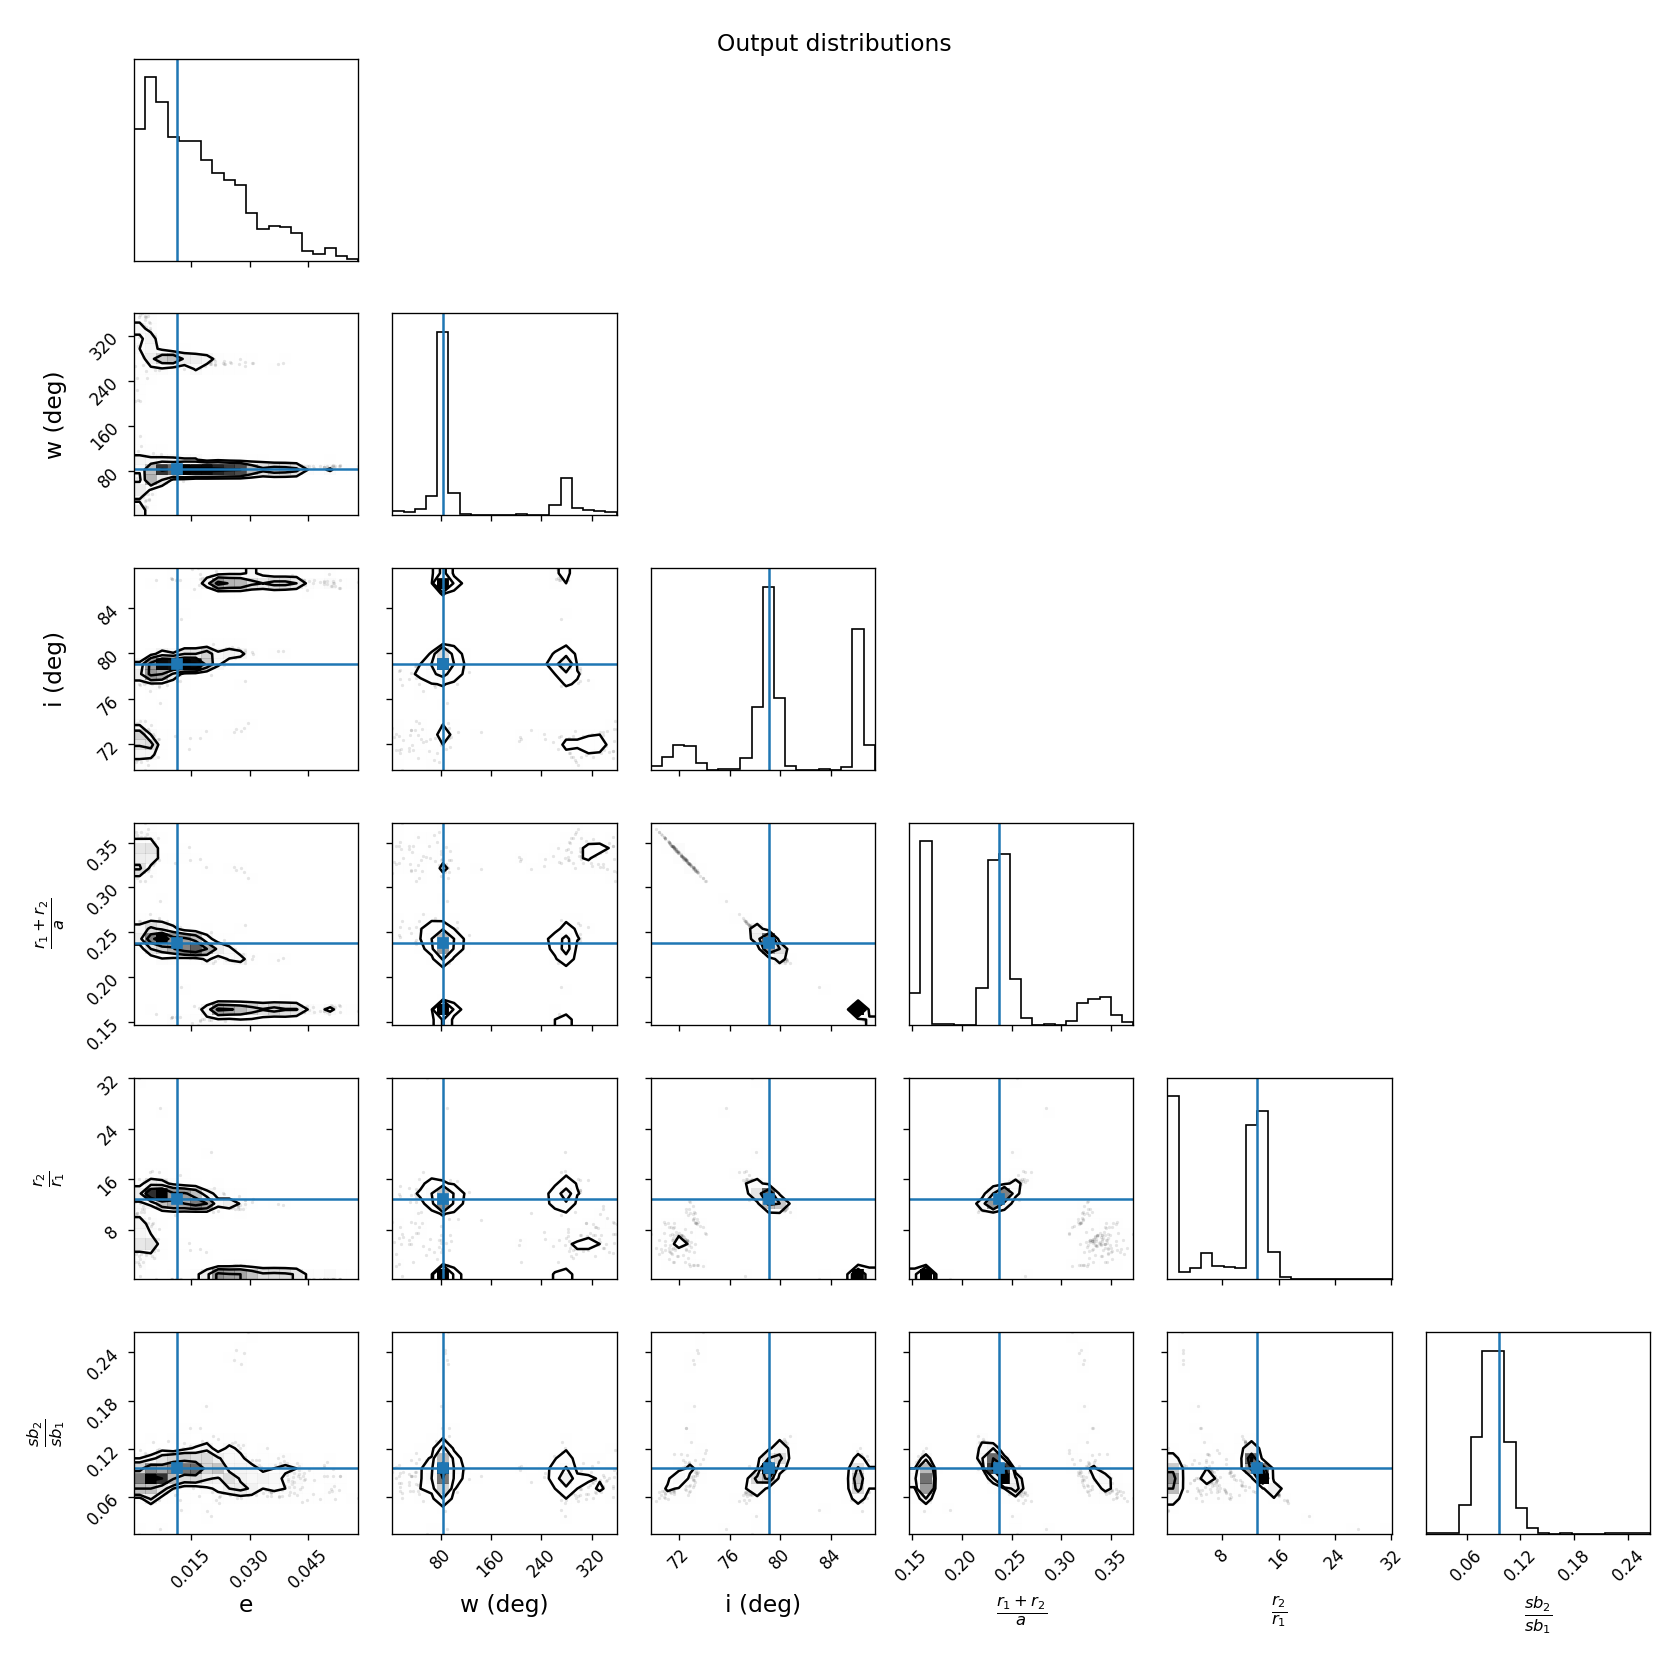 Output distributions
320
240
160
80
w (deg)
84
80
76
72
i (deg)
0.35
0.30
0.25
0.20
0.15
r₁ + r₂
a
32
24
16
8
r₂
r₁
0.24
0.18
0.12
0.06
sb₂
sb₁
0.015 0.030 0.045
80 160 240 320
72 76 80 84
0.15 0.20 0.25 0.30 0.35
8 16 24 32
0.06 0.12 0.18 0.24
e
w (deg)
i (deg)
r₁ + r₂
a
r₂
r₁
sb₂
sb₁